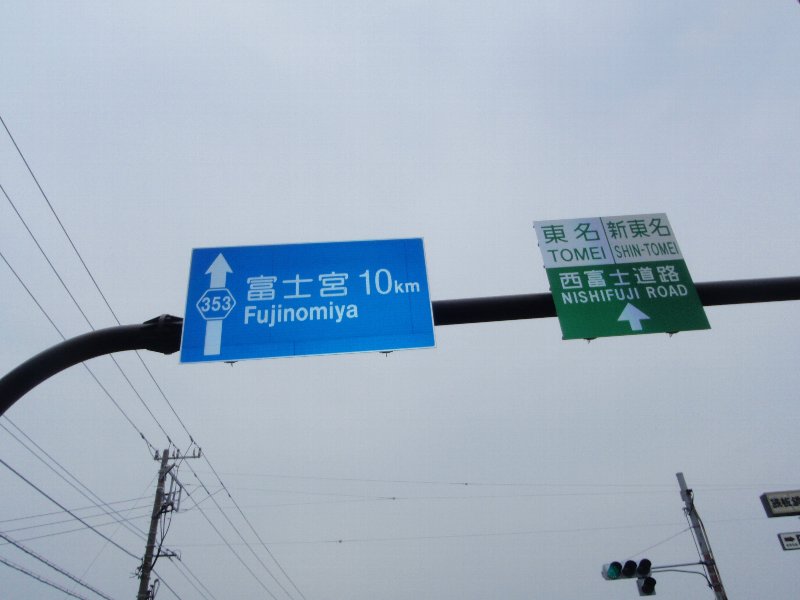 富士宮 10km
353
Fujinomiya
東名 新東名
TOMEI SHIN-TOMEI
西富士道路
NISHIFUJI ROAD